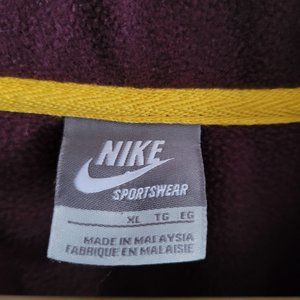 NIKE
SPORTSWEAR
XL TG EG
MADE IN MALAYSIA
FABRIQUE EN MALAISIE